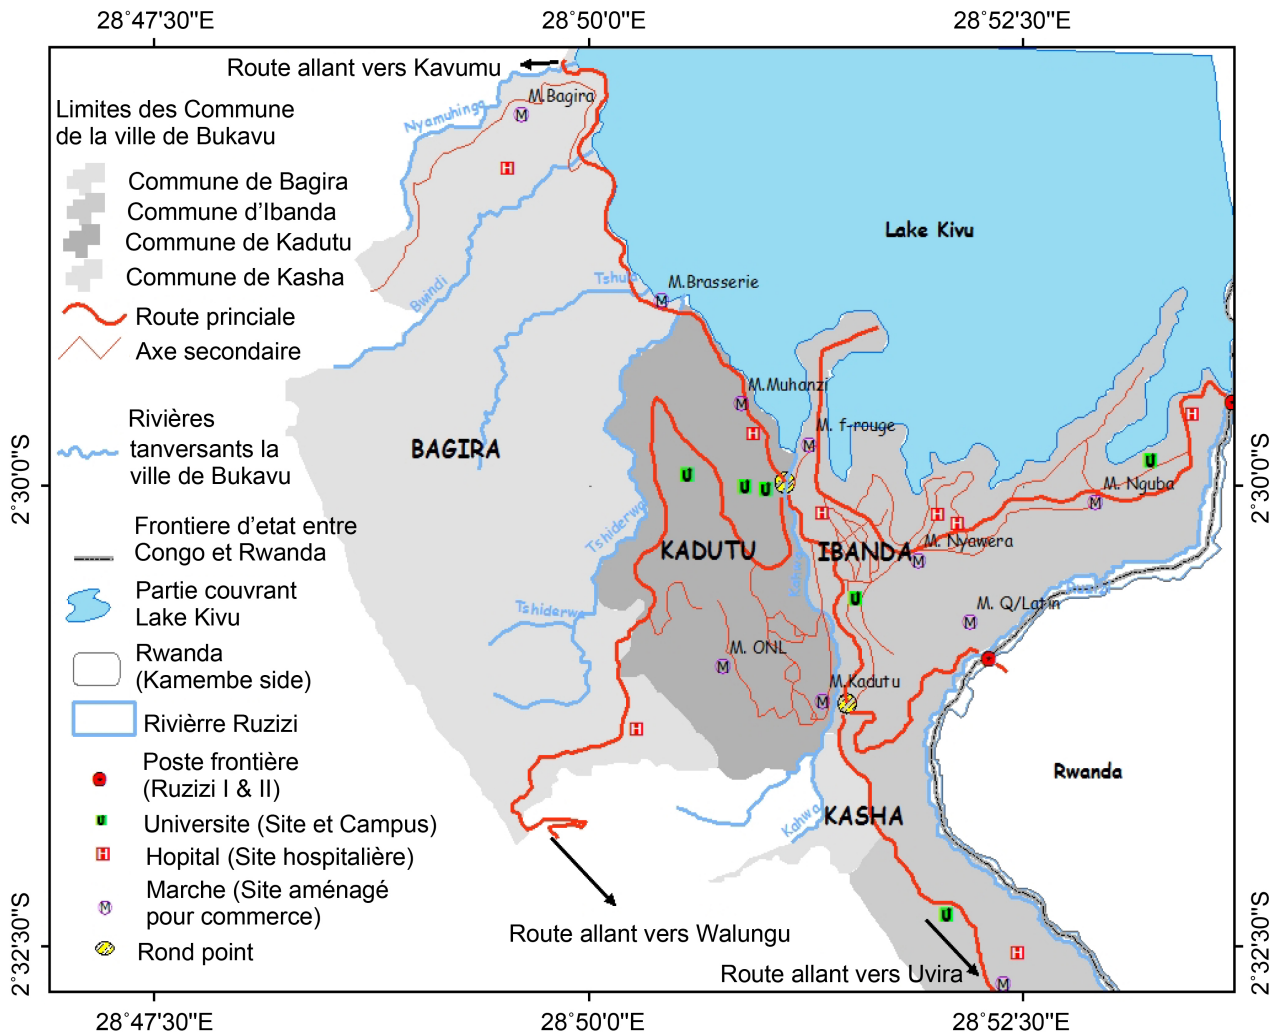 28°47'30"E
28°50'0"E
28°52'30"E
Route allant vers Kavumu
M.Bagira
Limites des Commune
de la ville de Bukavu
Nyamuhinga
Commune de Bagira
Commune d'Ibanda
Commune de Kadutu
Commune de Kasha
Lake Kivu
Bwindi
Tshula
M.Brasserie
Route princiale
Axe secondaire
M.Muhanzi
M. f-rouge
Rivières
tanversants la
ville de Bukavu
BAGIRA
2°30'0"S
2°30'0"S
M. Nguba
Tshiderwa
Frontiere d'etat entre
Congo et Rwanda
KADUTU
IBANDA
M. Nyawera
Kahwa
Partie couvrant
Lake Kivu
Tshiderwa
M. Q/Latin
Rwanda
(Kamembe side)
M. ONL
M.Kadutu
Rivièrre Ruzizi
Poste frontière
(Ruzizi I & II)
Rwanda
Universite (Site et Campus)
Kahwa
KASHA
Hopital (Site hospitalière)
Marche (Site aménagé
pour commerce)
Route allant vers Walungu
Rond point
Route allant vers Uvira
2°32'30"S
2°32'30"S
28°47'30"E
28°50'0"E
28°52'30"E